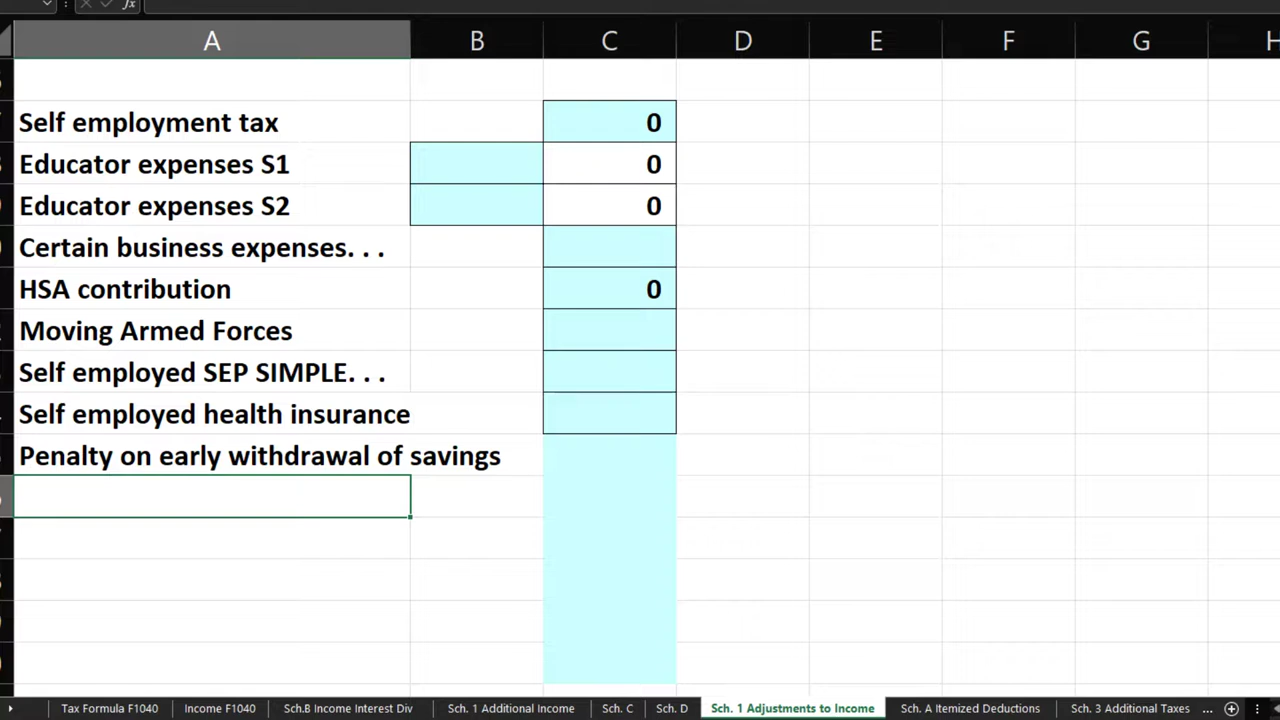 fx
A B C D E F G H
Self employment tax 0
Educator expenses S1 0
Educator expenses S2 0
Certain business expenses. . .
HSA contribution 0
Moving Armed Forces
Self employed SEP SIMPLE. . .
Self employed health insurance
Penalty on early withdrawal of savings
Tax Formula F1040 Income F1040 Sch.B Income Interest Div Sch. 1 Additional Income Sch. C Sch. D Sch. 1 Adjustments to Income Sch. A Itemized Deductions Sch. 3 Additional Taxes ...